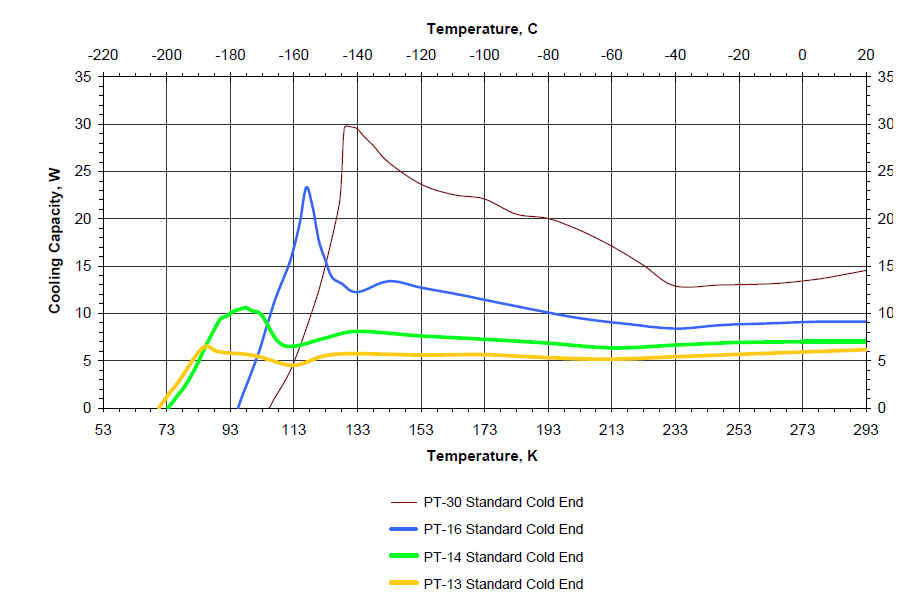 Temperature, C
-220 -200 -180 -160 -140 -120 -100 -80 -60 -40 -20 0 20
35 35
30 30
25 25
20 20
15 15
10 10
5 5
0 0
Cooling Capacity, W
53 73 93 113 133 153 173 193 213 233 253 273 293
Temperature, K
PT-30 Standard Cold End
PT-16 Standard Cold End
PT-14 Standard Cold End
PT-13 Standard Cold End